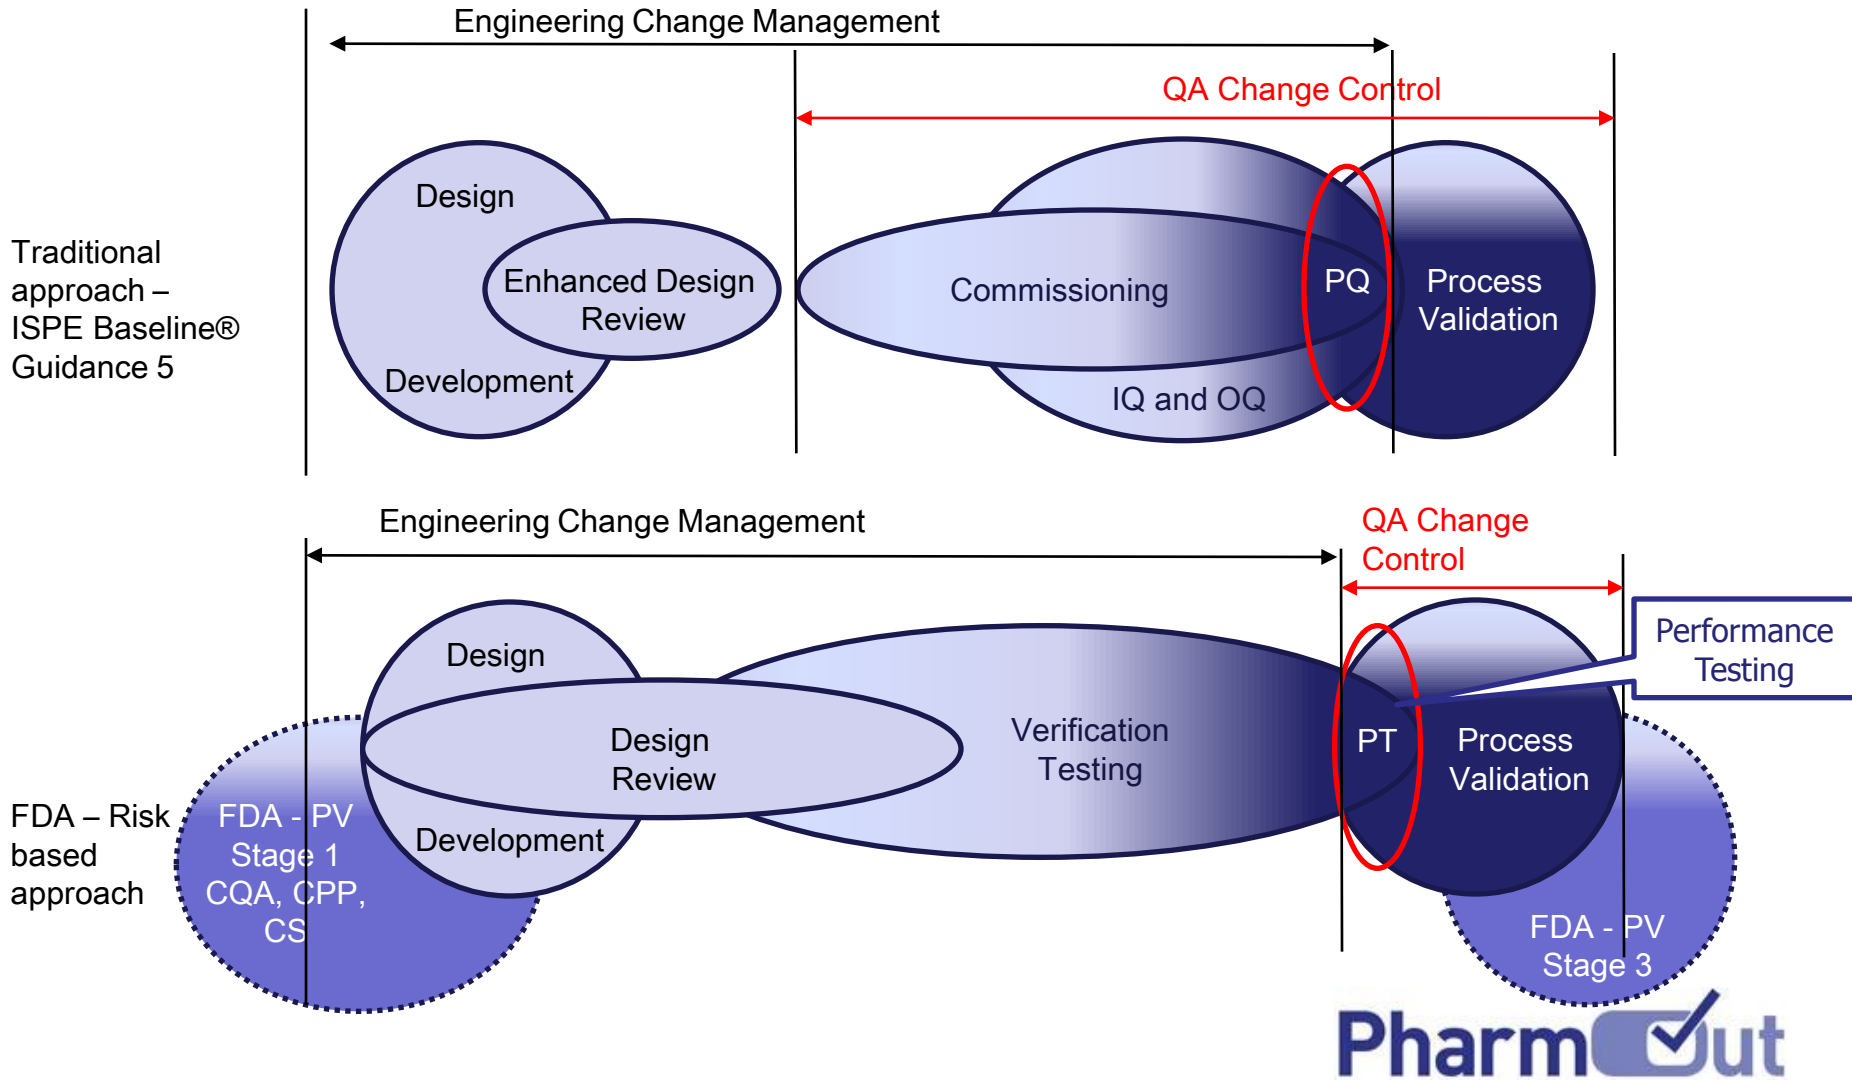 Engineering Change Management
QA Change Control
Traditional
approach –
ISPE Baseline®
Guidance 5
Design
Enhanced Design
Review
Development
Commissioning
IQ and OQ
PQ
Process
Validation
Engineering Change Management
QA Change
Control
Performance
Testing
FDA – Risk
based
approach
FDA - PV
Stage 1
CQA, CPP,
CS
Design
Design
Review
Development
Verification
Testing
PT
Process
Validation
FDA - PV
Stage 3
PharmOut